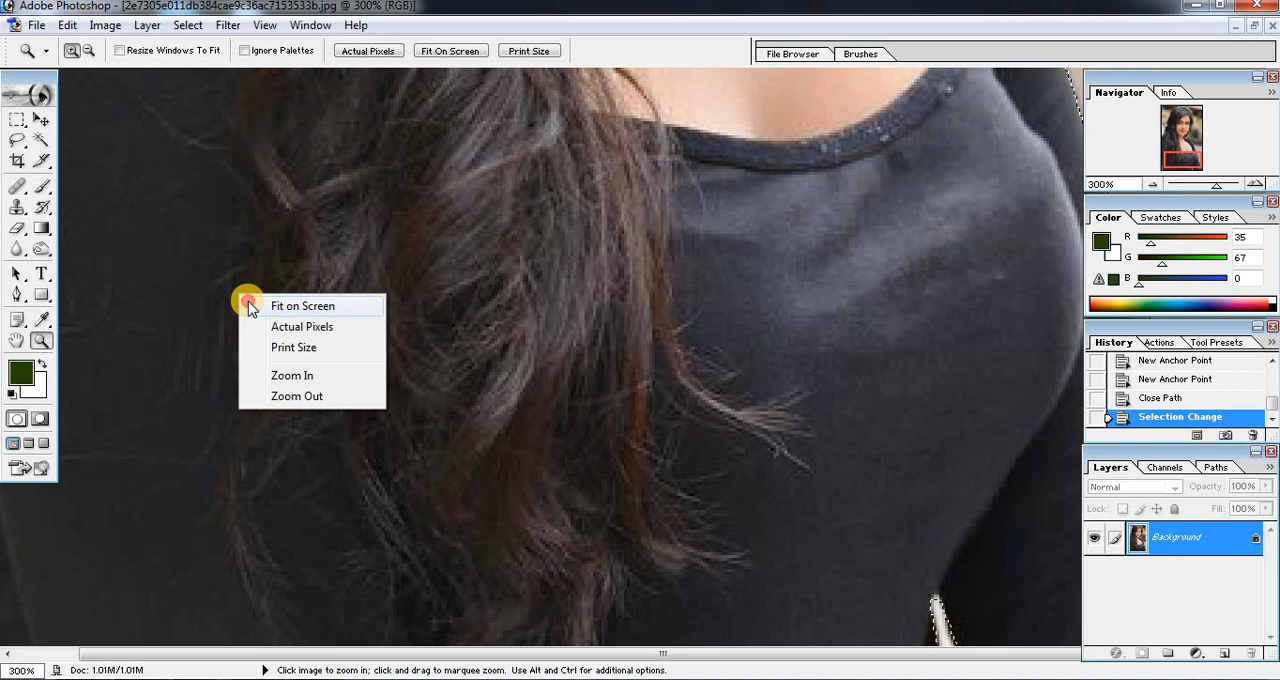 Adobe Photoshop - [2e7305e011db384cae9c36ac7153533b.jpg @ 300% (RGB)]
File Edit Image Layer Select Filter View Window Help
Resize Windows To Fit Ignore Palettes Actual Pixels Fit On Screen Print Size File Browser Brushes
Navigator Info
300%
Color Swatches Styles
R 35
G 67
B 0
Fit on Screen
Actual Pixels
Print Size
Zoom In
Zoom Out
History Actions Tool Presets
New Anchor Point
New Anchor Point
Close Path
Selection Change
Layers Channels Paths
Normal Opacity: 100%
Lock: Fill: 100%
Background
300% Doc: 1.01M/1.01M Click image to zoom in; click and drag to marquee zoom. Use Alt and Ctrl for additional options.